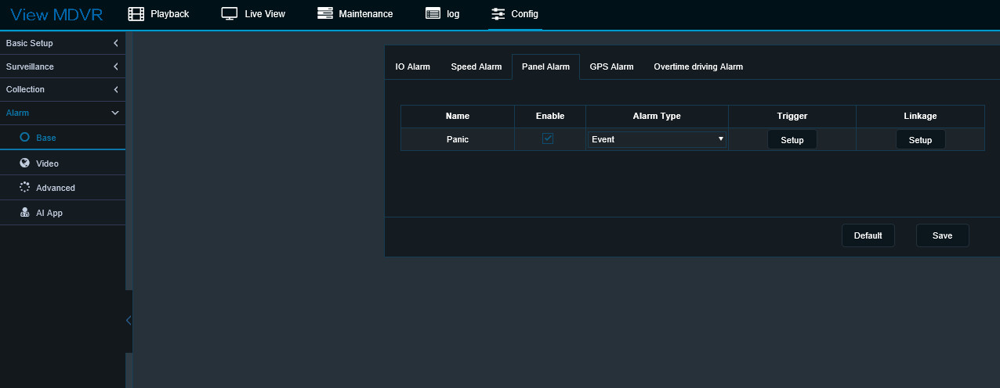 View MDVR Playback Live View Maintenance log Config
Basic Setup
Surveillance
Collection
Alarm
Base
Video
Advanced
AI App
IO Alarm Speed Alarm Panel Alarm GPS Alarm Overtime driving Alarm
Name Enable Alarm Type Trigger Linkage
Panic Event Setup Setup
Default Save